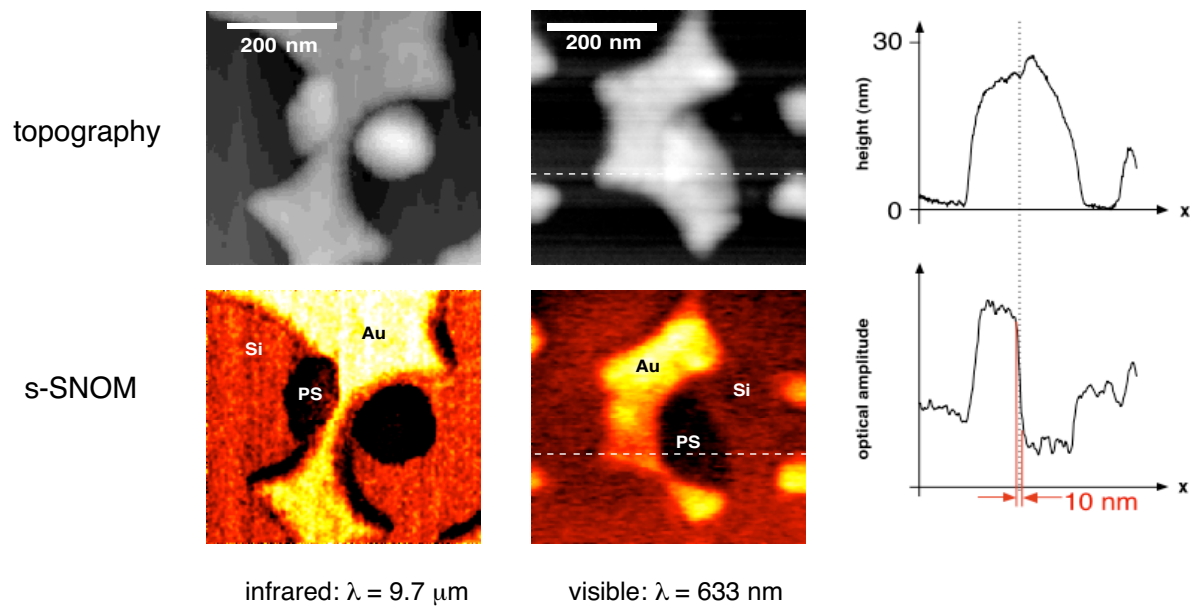 200 nm
200 nm
topography
30
height (nm)
0
x
Si
Au
PS
Au
Si
PS
s-SNOM
optical amplitude
x
10 nm
infrared: λ = 9.7 μm
visible: λ = 633 nm